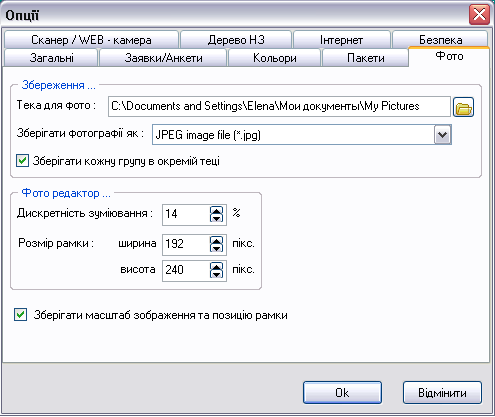 Опції
Сканер / WEB - камера Дерево НЗ Інтернет Безпека
Загальні Заявки/Анкети Кольори Пакети Фото
Збереження ...
Тека для фото : C:\Documents and Settings\Elena\Мои документы\My Pictures
Зберігати фотографії як : JPEG image file (*.jpg)
Зберігати кожну групу в окремій теці
Фото редактор ...
Дискретність зуміювання : 14 %
Розмір рамки : ширина 192 пікс.
висота 240 пікс.
Зберігати масштаб зображення та позицію рамки
Ok Відмінити